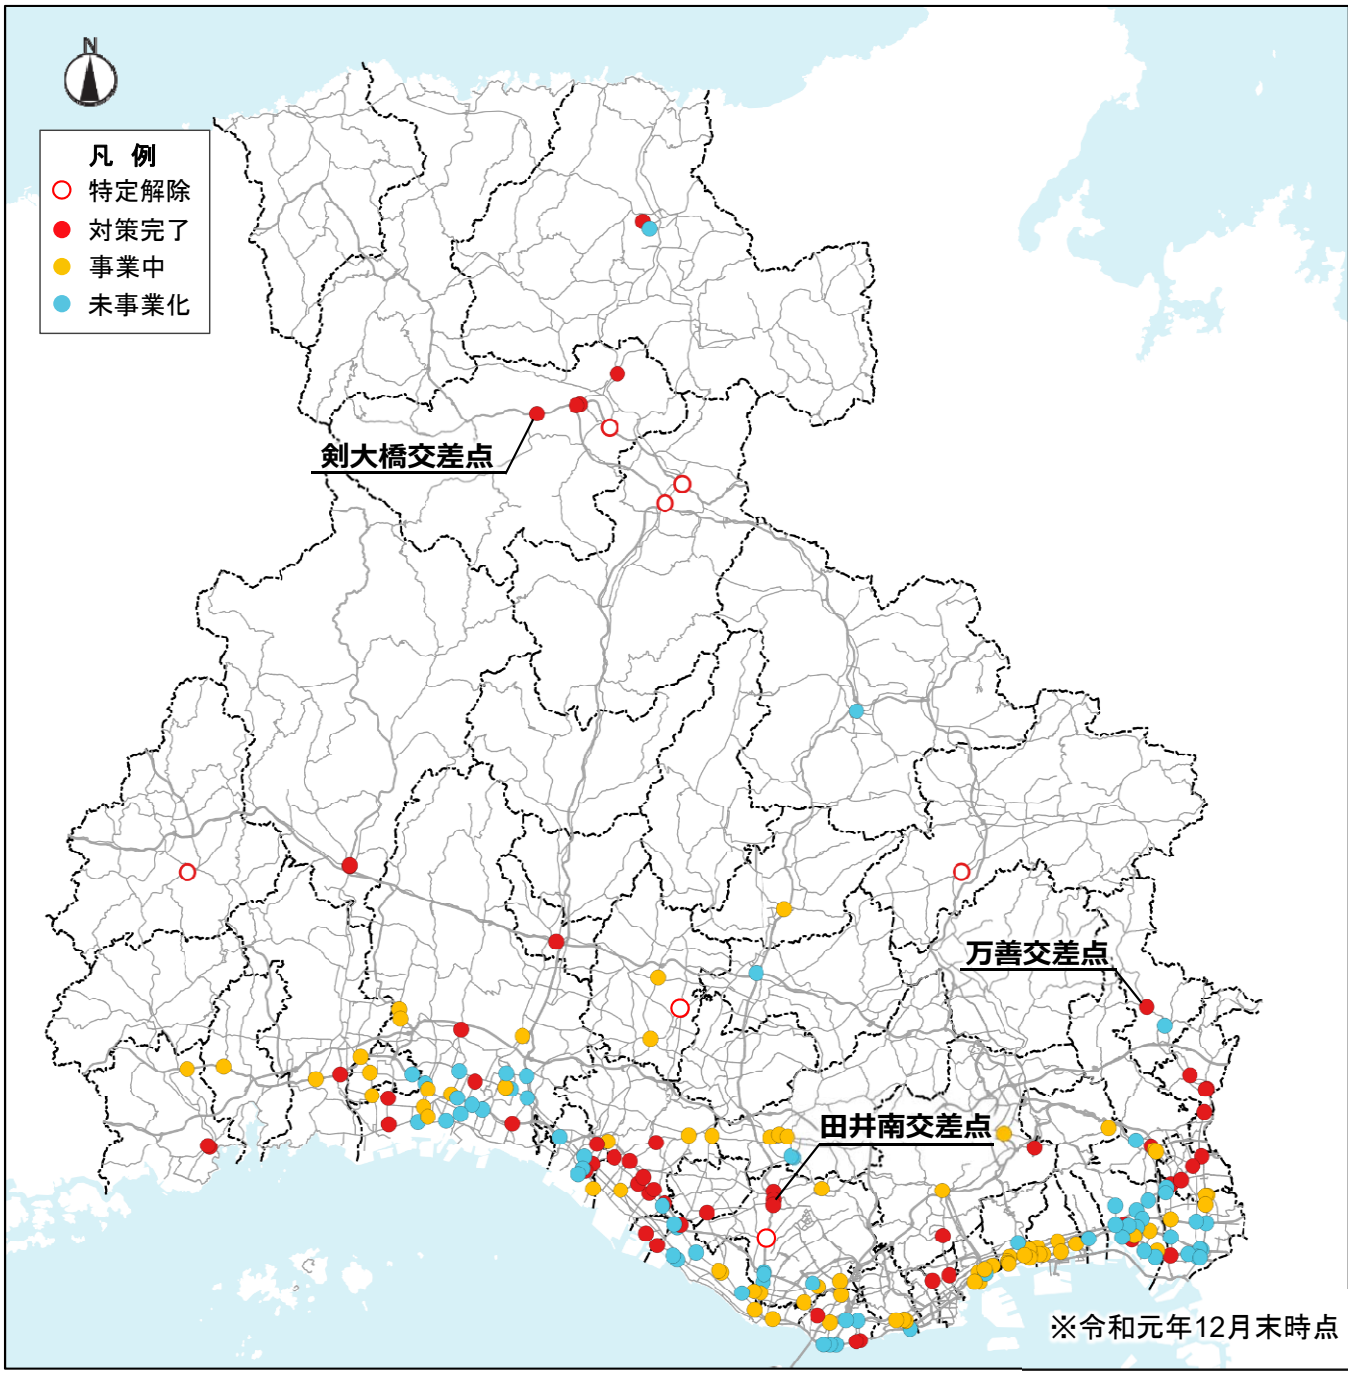 N
凡 例
特定解除
対策完了
事業中
未事業化
剣大橋交差点
万善交差点
田井南交差点
※令和元年12月末時点